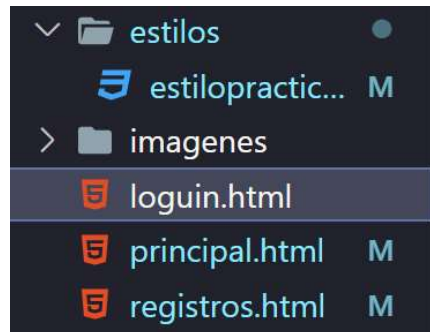 estilos
estilopractic... M
imagenes
loguin.html
principal.html M
registros.html M